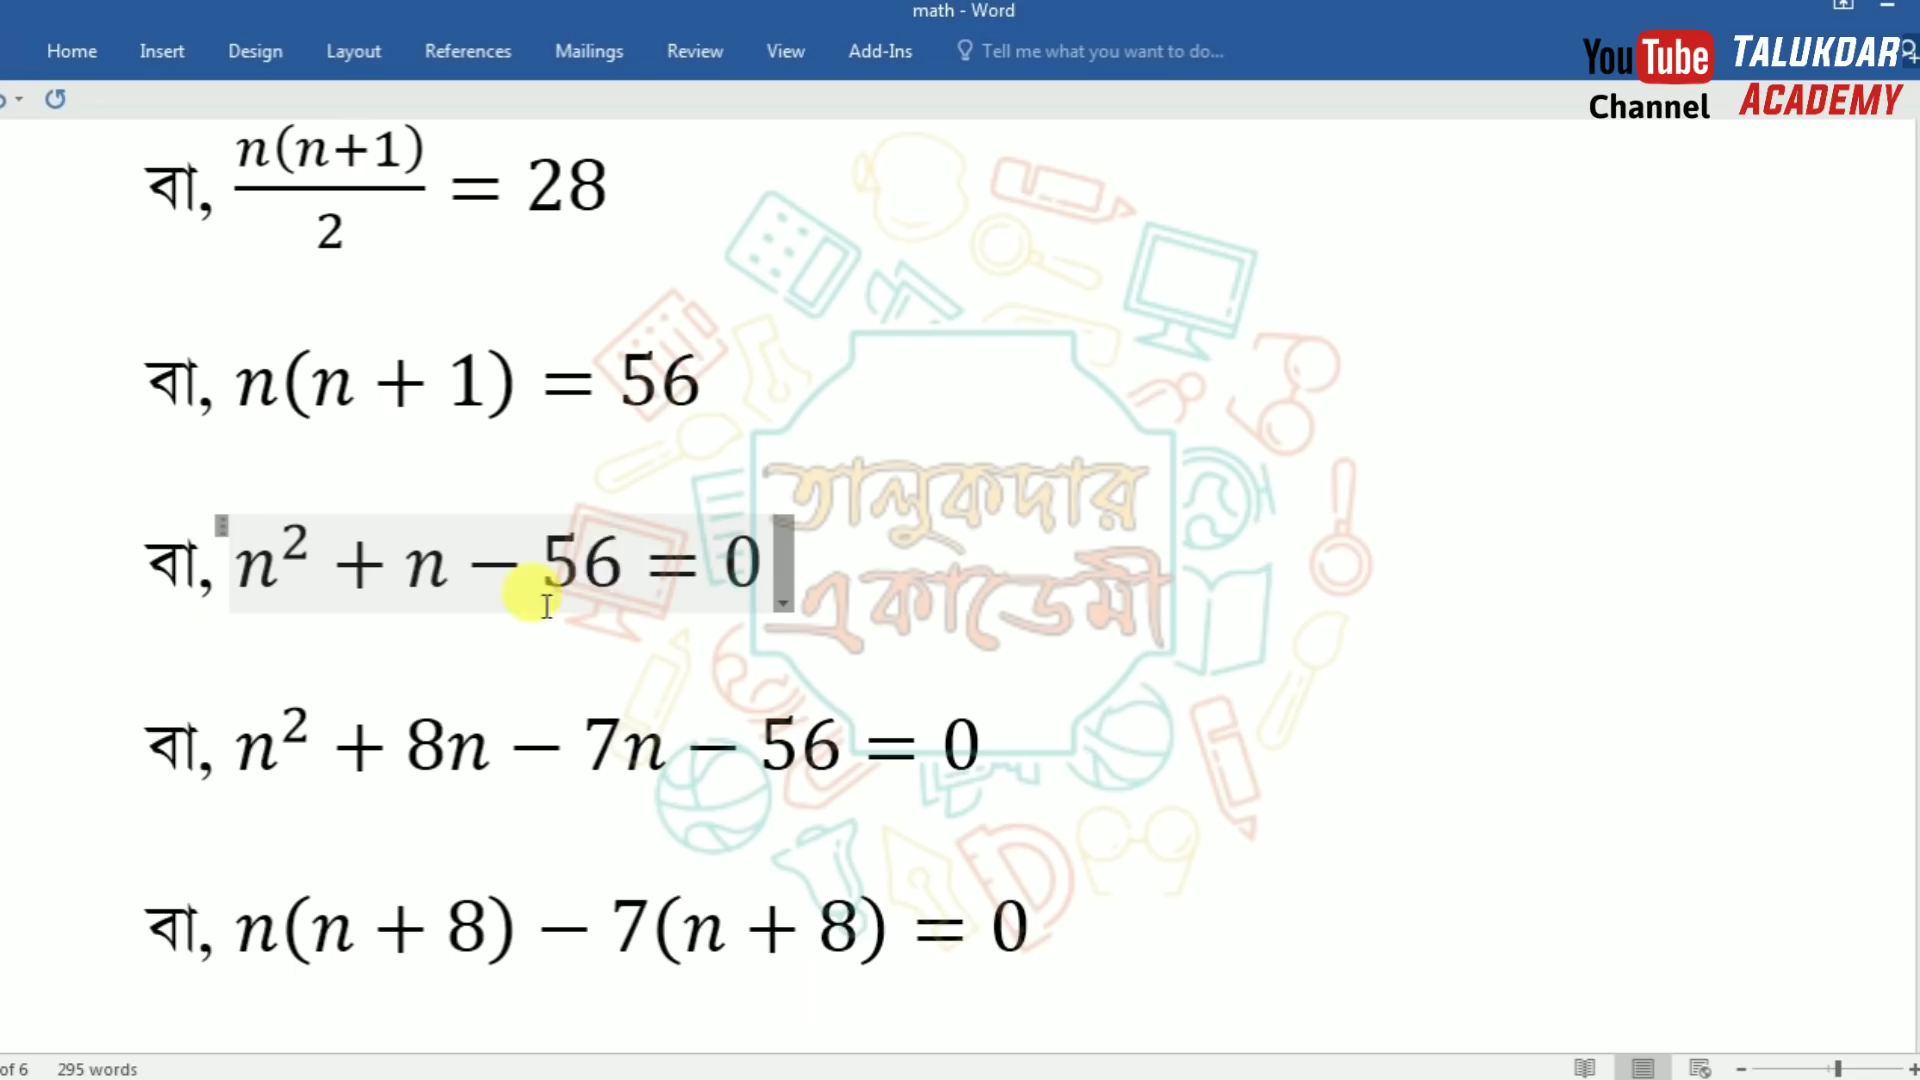 math - Word
Home Insert Design Layout References Mailings Review View Add-Ins Tell me what you want to do...
YouTube TALUKDAR
Channel ACADEMY
বা, n(n+1)/2 = 28
বা, n(n + 1) = 56
তালুকদার
বা, n² + n − 56 = 0
একাডেমী
বা, n² + 8n − 7n − 56 = 0
বা, n(n + 8) − 7(n + 8) = 0
of 6 295 words